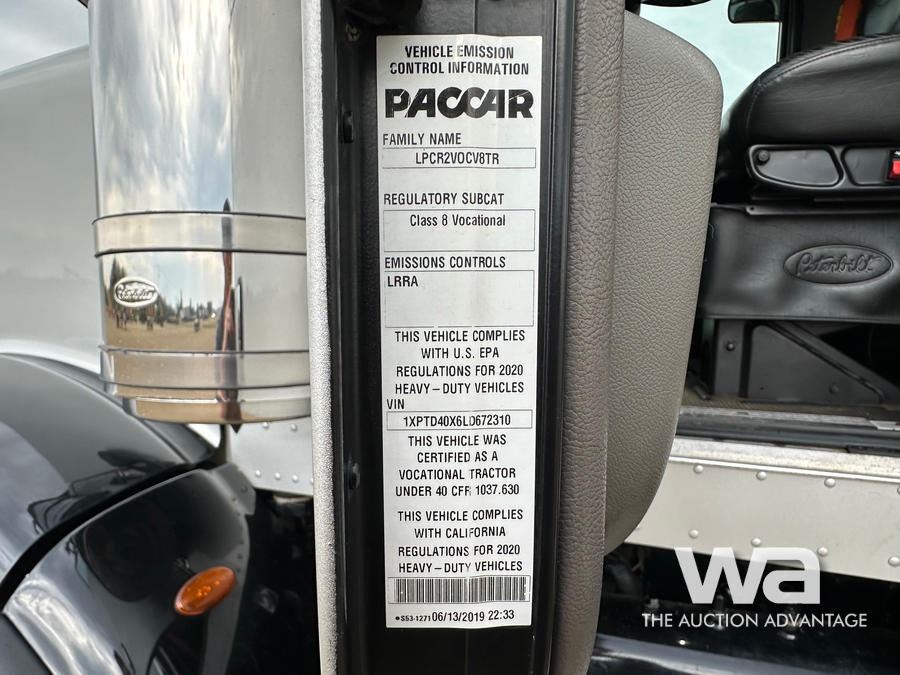 VEHICLE EMISSION
CONTROL INFORMATION
PACCAR
FAMILY NAME
LPCR2VOCV8TR
REGULATORY SUBCAT
Class 8 Vocational
EMISSIONS CONTROLS
LRRA
THIS VEHICLE COMPLIES
WITH U.S. EPA
REGULATIONS FOR 2020
HEAVY-DUTY VEHICLES
VIN
1XPTD40X6LD672310
THIS VEHICLE WAS
CERTIFIED AS A
VOCATIONAL TRACTOR
UNDER 40 CFR 1037.630
THIS VEHICLE COMPLIES
WITH CALIFORNIA
REGULATIONS FOR 2020
HEAVY-DUTY VEHICLES
S53-1271 06/13/2019 22:33
Peterbilt
Peterbilt
wa
THE AUCTION ADVANTAGE